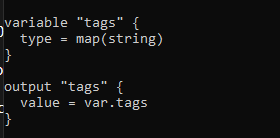 variable "tags" {
  type = map(string)
}
output "tags" {
  value = var.tags
}